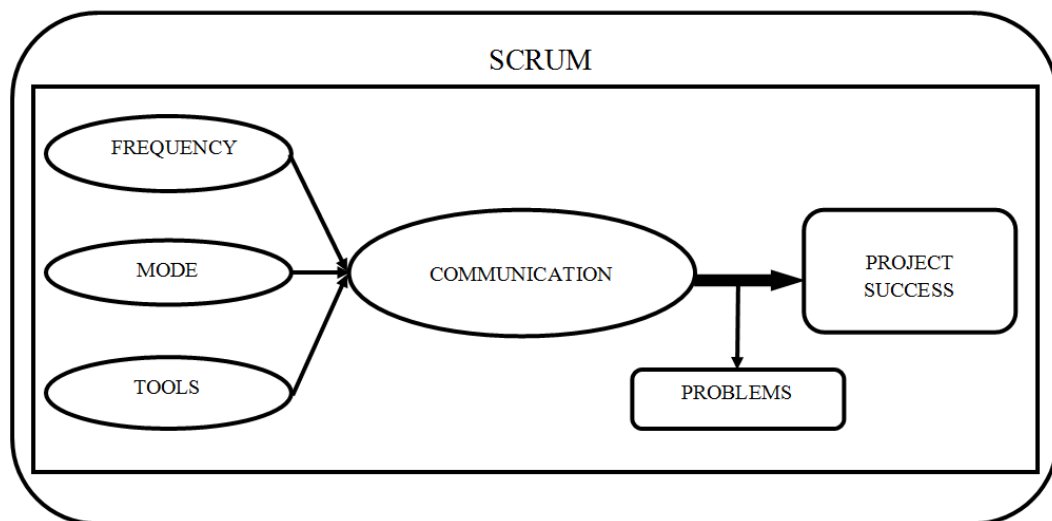 SCRUM
FREQUENCY
MODE
TOOLS
COMMUNICATION
PROJECT
SUCCESS
PROBLEMS